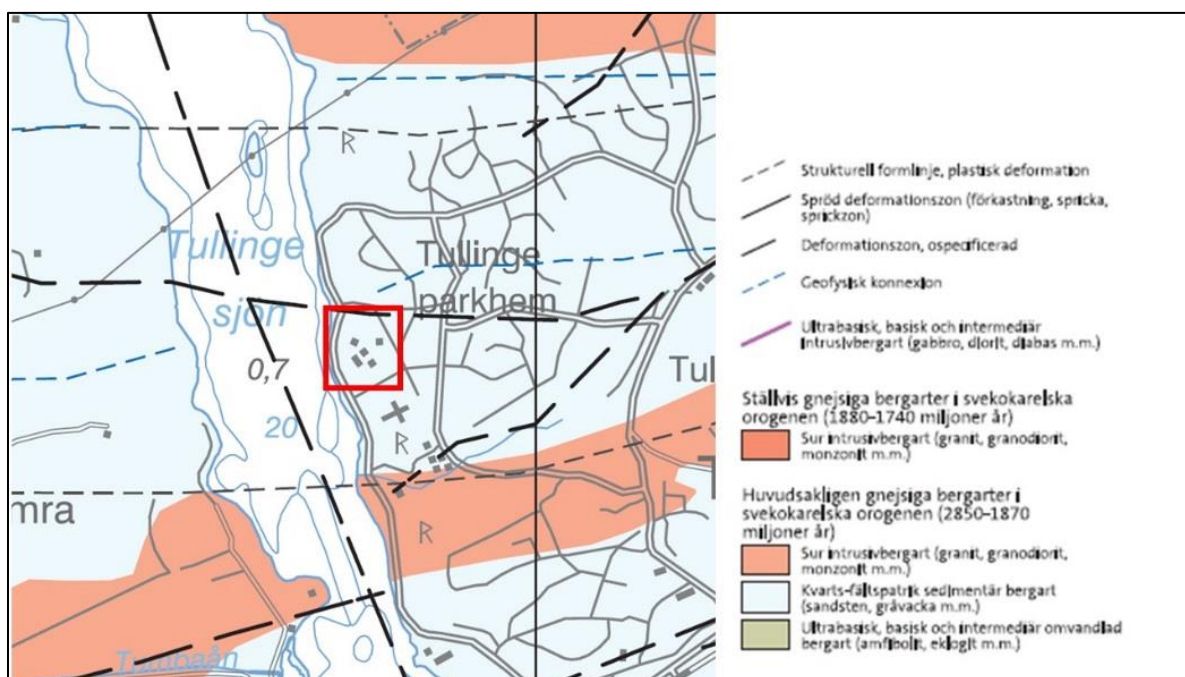 Tullinge
sjön
0,7
20
R
Tullinge
parkhem
Tul
R
R
mra
Tumbaån
T
Strukturell formlinje, plastisk deformation
Spröd deformationszon (förkastning, spricka,
sprickzon)
Deformationszon, ospecificerad
Geofysisk konnexion
Ultrabasisk, basisk och intermediär
intrusivbergart (gabbro, diorit, diabas m.m.)
Ställvis gnejsiga bergarter i svekokarelska
orogenen (1880–1740 miljoner år)
Sur intrusivbergart (granit, granodiorit,
monzonit m.m.)
Huvudsakligen gnejsiga bergarter i
svekokarelska orogenen (2850–1870
miljoner år)
Sur intrusivbergart (granit, granodiorit,
monzonit m.m.)
Kvarts-fältspatrik sedimentär bergart
(sandsten, gråvacka m.m.)
Ultrabasisk, basisk och intermediär omvandlad
bergart (amfibolit, eklogit m.m.)